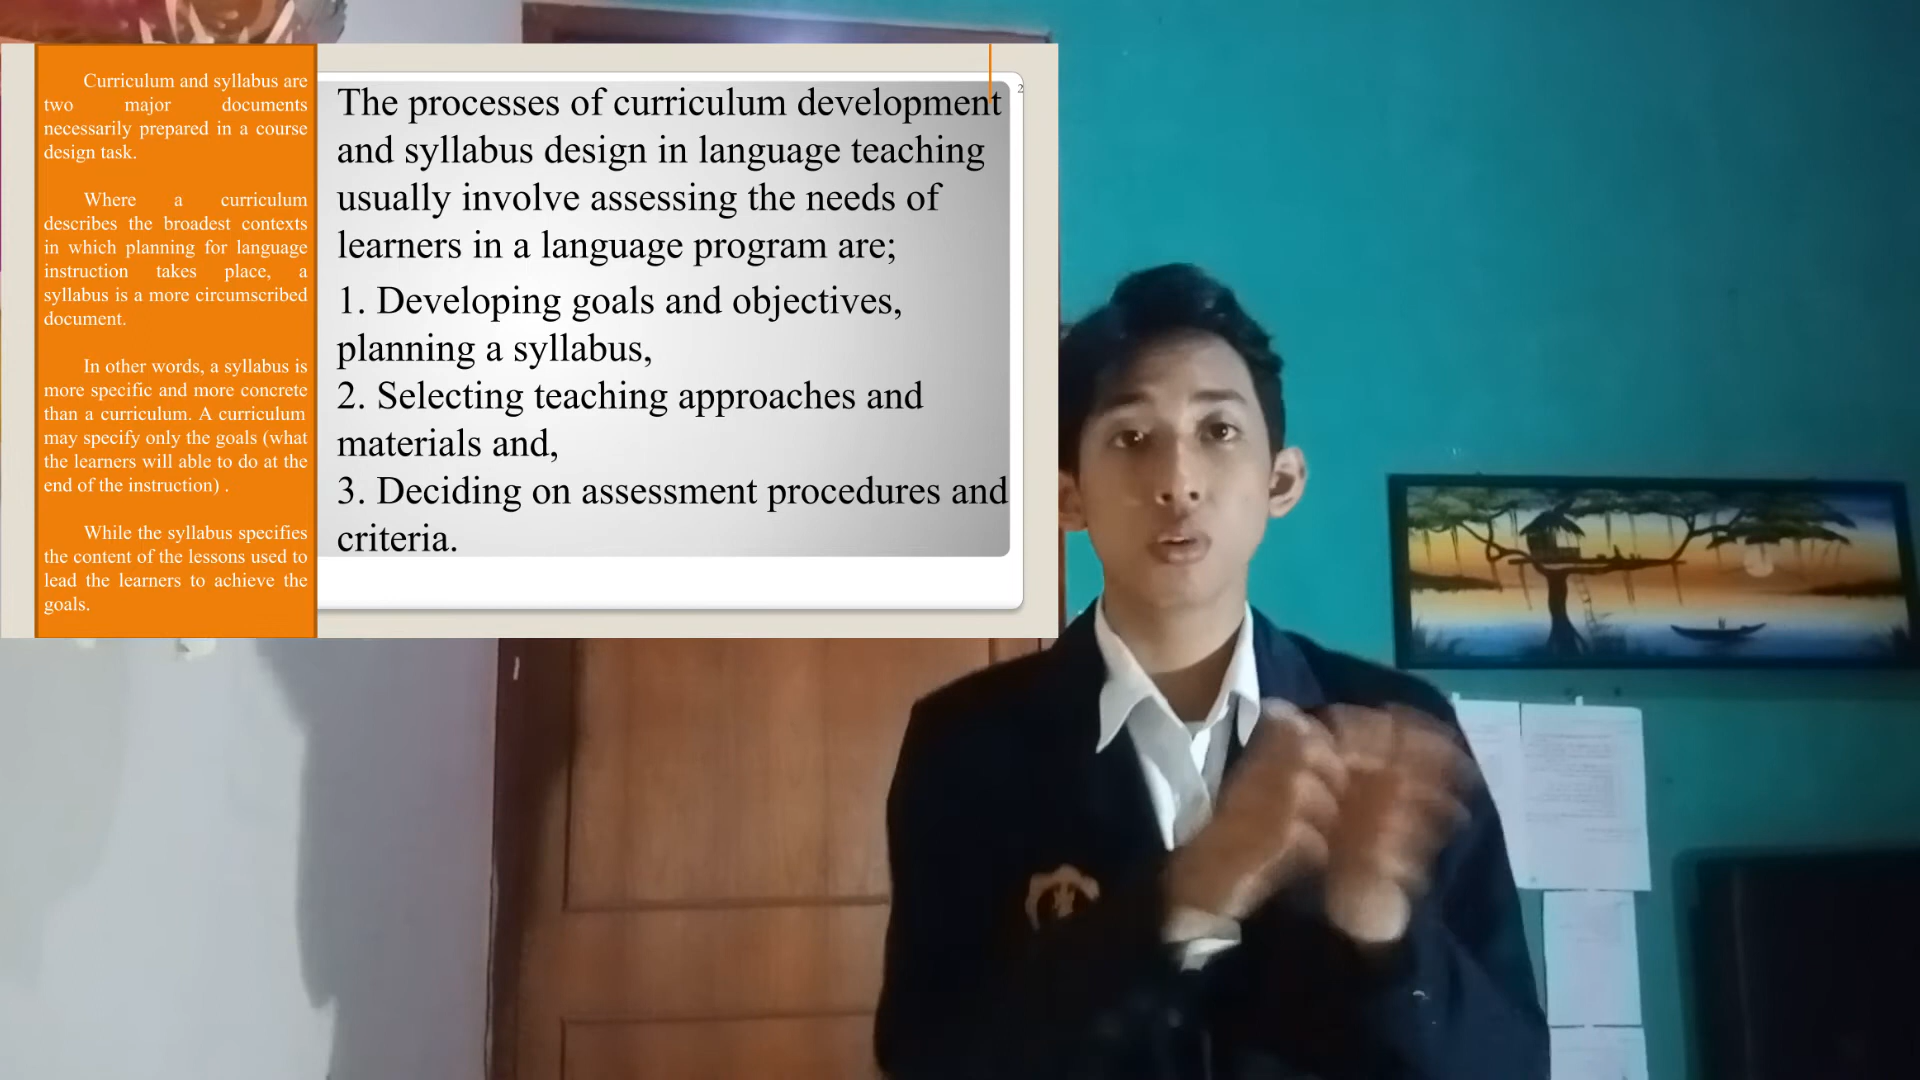 Curriculum and syllabus are
two major documents
necessarily prepared in a course
design task.
Where a curriculum
describes the broadest contexts
in which planning for language
instruction takes place, a
syllabus is a more circumscribed
document.
In other words, a syllabus is
more specific and more concrete
than a curriculum. A curriculum
may specify only the goals (what
the learners will able to do at the
end of the instruction) .
While the syllabus specifies
the content of the lessons used to
lead the learners to achieve the
goals.
2
The processes of curriculum development
and syllabus design in language teaching
usually involve assessing the needs of
learners in a language program are;
1. Developing goals and objectives,
planning a syllabus,
2. Selecting teaching approaches and
materials and,
3. Deciding on assessment procedures and
criteria.